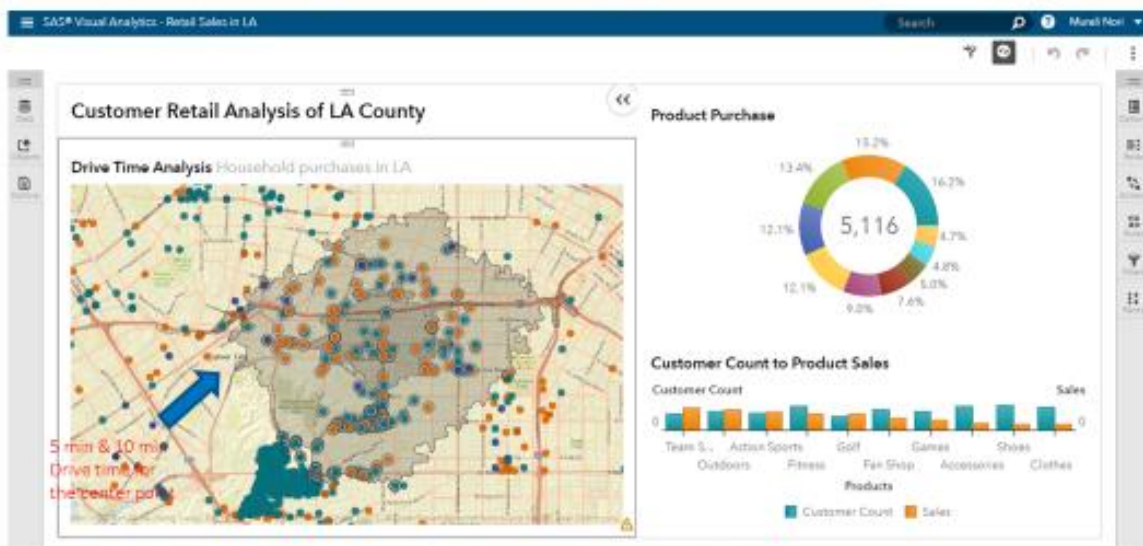 SAS® Visual Analytics - Retail Sales in LA
Search
Murali Nori
Customer Retail Analysis of LA County
Drive Time Analysis Household purchases in LA
5 min & 10 min
Drive time for
the center point
Product Purchase
15.2%
13.4%
16.2%
12.1%
5,116
4.7%
4.8%
12.1%
5.0%
7.6%
9.0%
Customer Count to Product Sales
Customer Count
Sales
0
0
Team S... Action Sports Golf Games Shoes
Outdoors Fitness Fan Shop Accessories Clothes
Products
Customer Count Sales